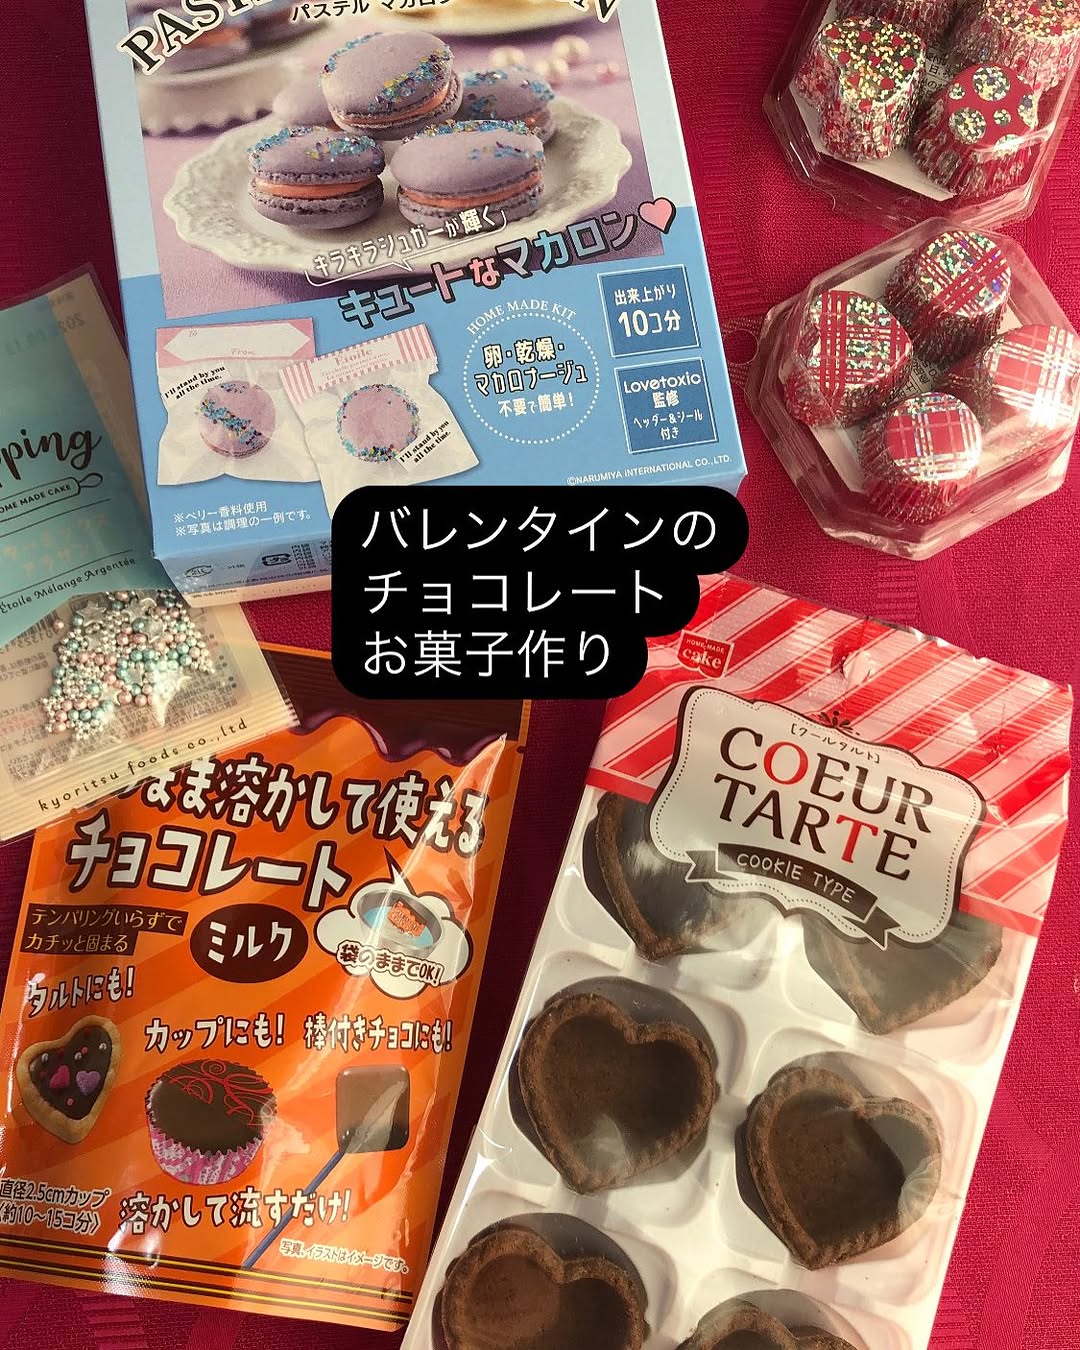 パステル マカロン
キラキラシュガーが輝く
キュートなマカロン
HOME MADE KIT
卵・乾燥・
マカロナージュ
不要で簡単!
出来上がり
10コ分
Lovetoxic
監修
ヘッダー&シール
付き
To
From
I'll stand by you
all the time.
Etoile
I'll stand by you
all the time.
©NARUMIYA INTERNATIONAL CO.,LTD.
※ベリー香料使用
※写真は調理の一例です。
バレンタインの
チョコレート
お菓子作り
HOME MADE CAKE
Étoile Mélange Argentée
kyoritsu foods co.,ltd
まま溶かして使える
チョコレート
テンパリングいらずで
カチッと固まる
ミルク
袋のままでOK!
タルトにも!
カップにも!
棒付きチョコにも!
直径2.5cmカップ
〈約10〜15コ分〉
溶かして流すだけ!
写真、イラストはイメージです。
HOME MADE
cake
[クールタルト]
COEUR
TARTE
COOKIE TYPE